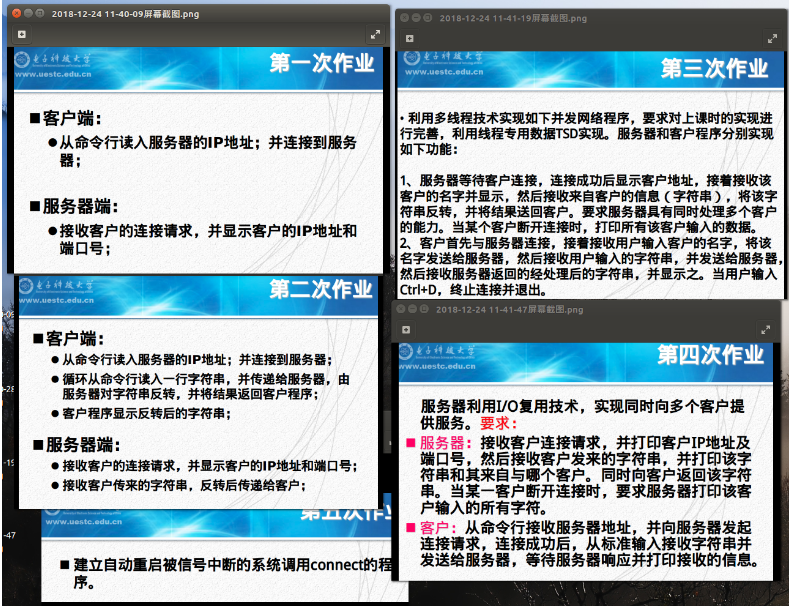 2018-12-24 11-40-09屏幕截图.png
电子科技大学
www.uestc.edu.cn
第一次作业
■客户端：
●从命令行读入服务器的IP地址；并连接到服务
器；
■服务器端：
●接收客户的连接请求，并显示客户的IP地址和
端口号；
电子科技大学
www.uestc.edu.cn
第二次作业
■客户端：
●从命令行读入服务器的IP地址；并连接到服务器；
●循环从命令行读入一行字符串，并传递给服务器，由
服务器对字符串反转，并将结果返回客户程序；
●客户程序显示反转后的字符串；
■服务器端：
●接收客户的连接请求，并显示客户的IP地址和端口号；
●接收客户传来的字符串，反转后传递给客户；
www.uestc.edu.cn
第五次作业
■建立自动重启被信号中断的系统调用connect的程
序。
2018-12-24 11-41-19屏幕截图.png
电子科技大学
www.uestc.edu.cn
第三次作业
•利用多线程技术实现如下并发网络程序，要求对上课时的实现进
行完善，利用线程专用数据TSD实现。服务器和客户程序分别实现
如下功能：
1、服务器等待客户连接，连接成功后显示客户地址，接着接收该
客户的名字并显示，然后接收来自客户的信息（字符串），将该字
符串反转，并将结果送回客户。要求服务器具有同时处理多个客户
的能力。当某个客户断开连接时，打印所有该客户输入的数据。
2、客户首先与服务器连接，接着接收用户输入客户的名字，将该
名字发送给服务器，然后接收用户输入的字符串，并发送给服务器，
然后接收服务器返回的经处理后的字符串，并显示之。当用户输入
Ctrl+D，终止连接并退出。
2018-12-24 11-41-47屏幕截图.png
电子科技大学
www.uestc.edu.cn
第四次作业
服务器利用I/O复用技术，实现同时向多个客户提
供服务。要求：
■服务器：接收客户连接请求，并打印客户IP地址及
端口号，然后接收客户发来的字符串，并打印该字
符串和其来自与哪个客户。同时向客户返回该字符
串。当某一客户断开连接时，要求服务器打印该客
户输入的所有字符。
■客户：从命令行接收服务器地址，并向服务器发起
连接请求，连接成功后，从标准输入接收字符串并
发送给服务器，等待服务器响应并打印接收的信息。
-19
-47